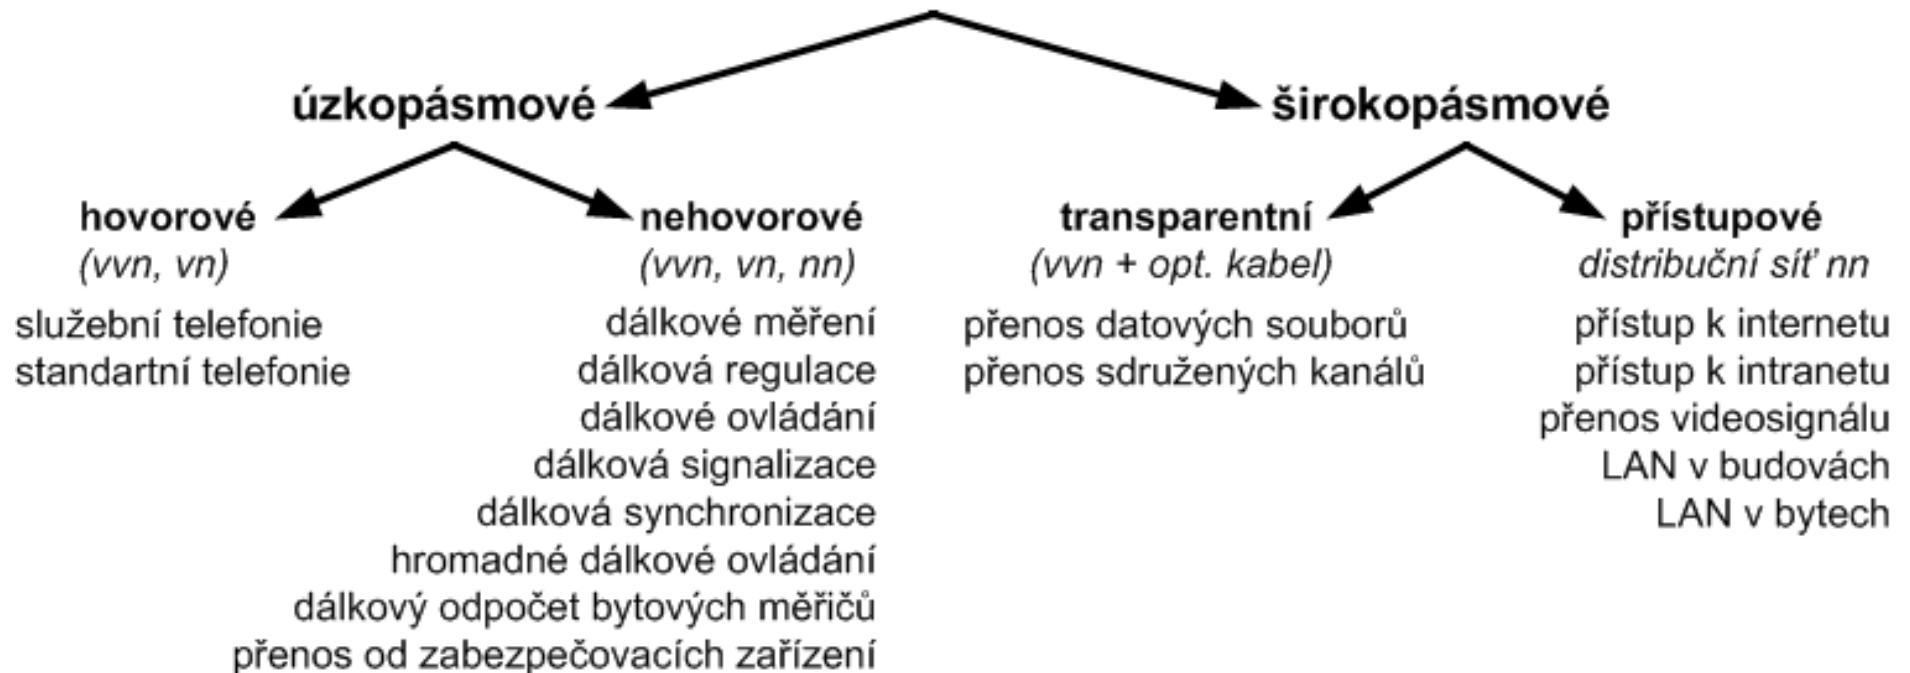 úzkopásmové
širokopásmové
hovorové
(vvn, vn)
služební telefonie
standartní telefonie
nehovorové
(vvn, vn, nn)
dálkové měření
dálková regulace
dálkové ovládání
dálková signalizace
dálková synchronizace
hromadné dálkové ovládání
dálkový odpočet bytových měřičů
přenos od zabezpečovacích zařízení
transparentní
(vvn + opt. kabel)
přenos datových souborů
přenos sdružených kanálů
přístupové
distribuční síť nn
přístup k internetu
přístup k intranetu
přenos videosignálu
LAN v budovách
LAN v bytech